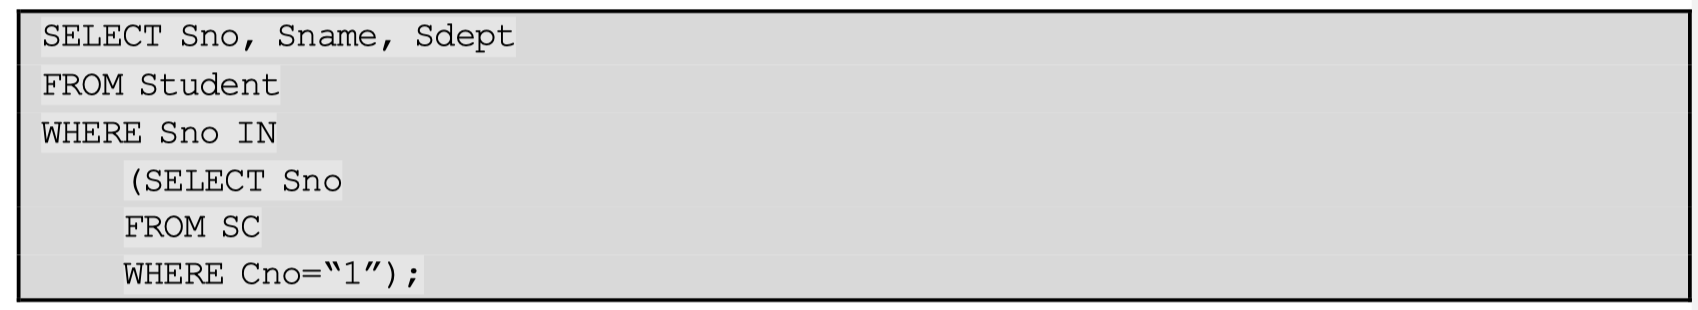 SELECT Sno, Sname, Sdept
FROM Student
WHERE Sno IN
(SELECT Sno
FROM SC
WHERE Cno=“1”);